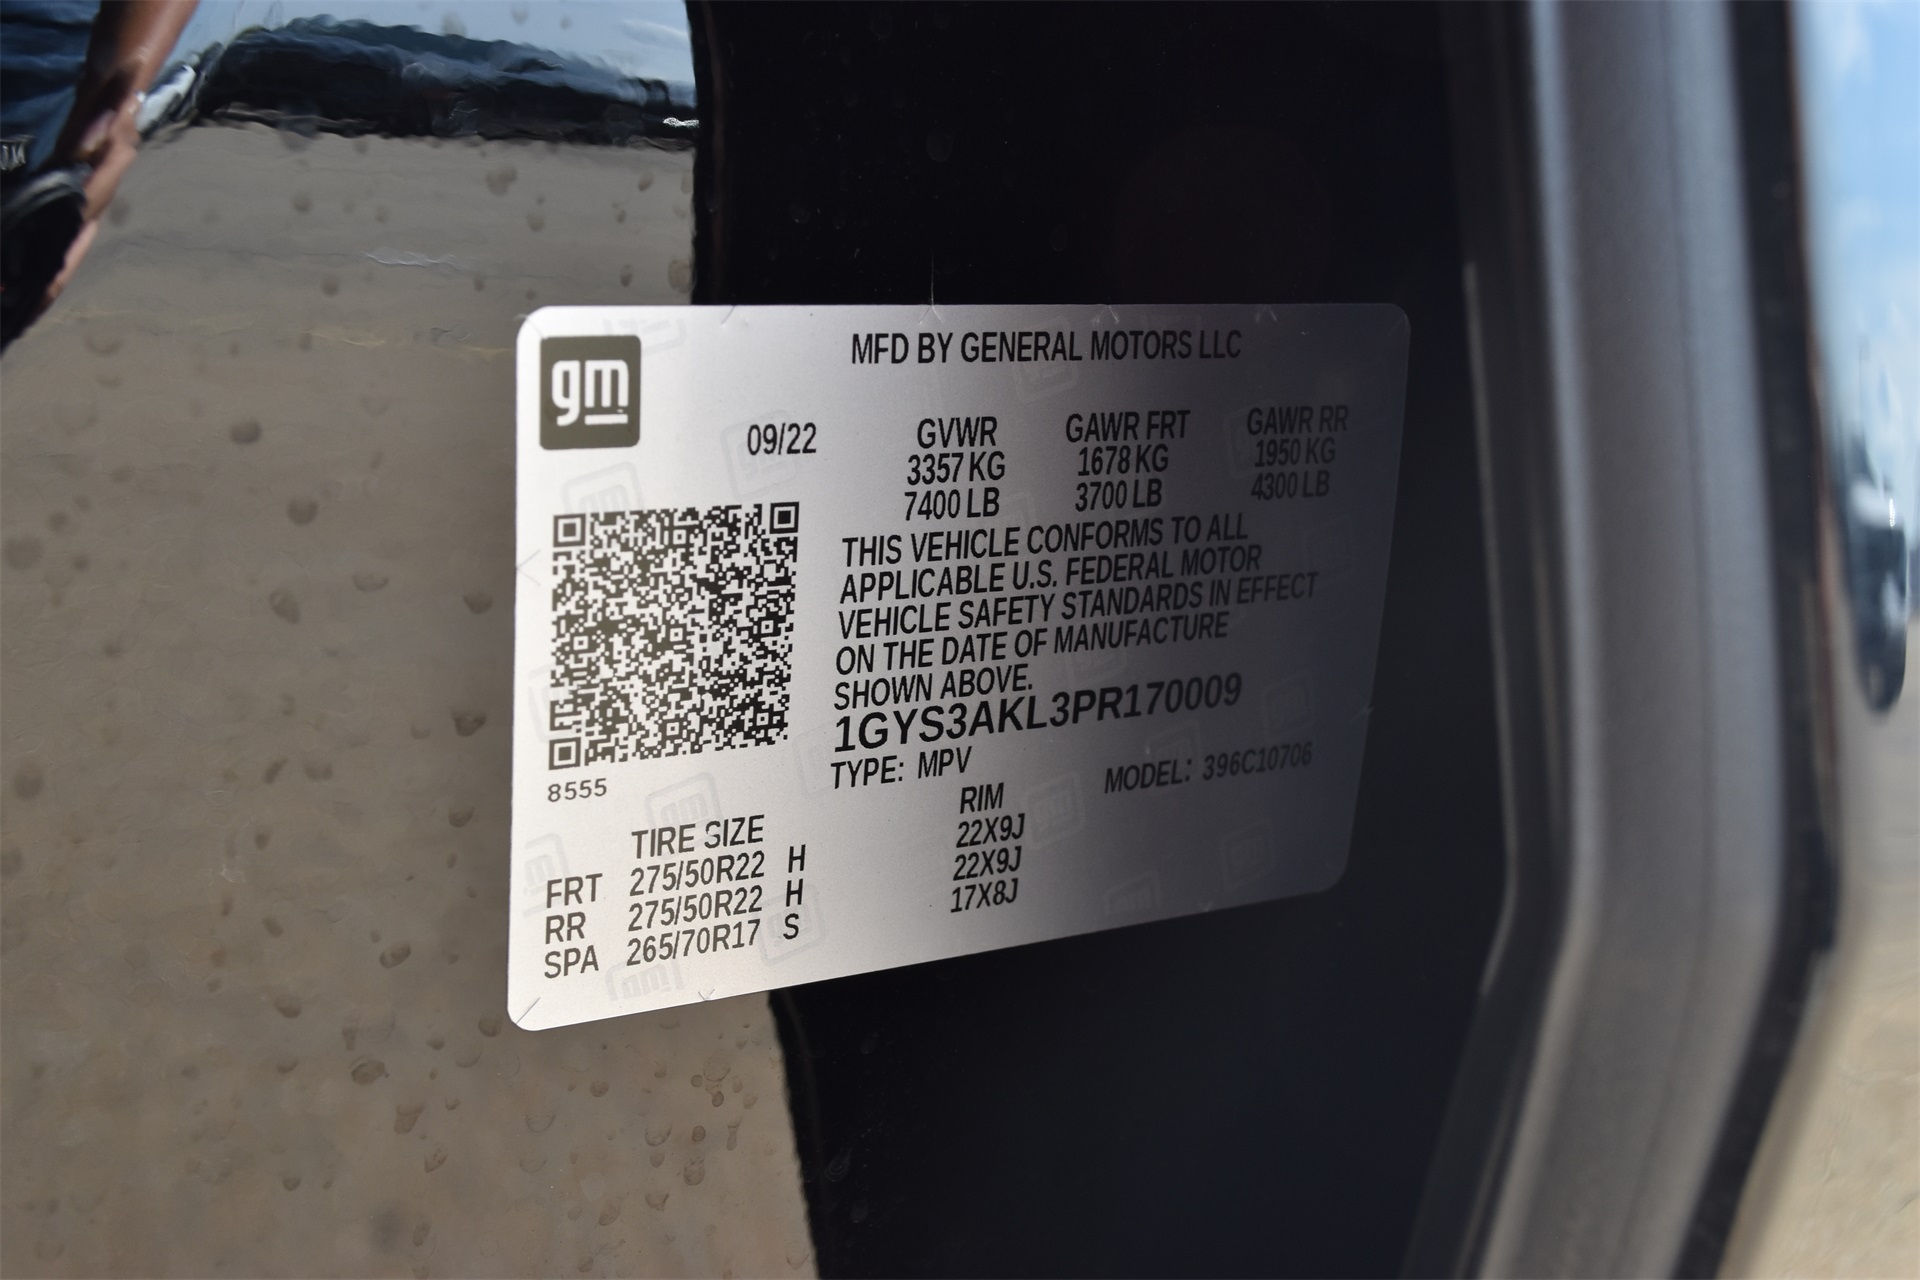 gm
MFD BY GENERAL MOTORS LLC
09/22 GVWR GAWR FRT GAWR RR
3357 KG 1678 KG 1950 KG
7400 LB 3700 LB 4300 LB
THIS VEHICLE CONFORMS TO ALL
APPLICABLE U.S. FEDERAL MOTOR
VEHICLE SAFETY STANDARDS IN EFFECT
ON THE DATE OF MANUFACTURE
SHOWN ABOVE.
1GYS3AKL3PR170009
TYPE: MPV MODEL: 396C10706
8555
TIRE SIZE RIM
FRT 275/50R22 H 22X9J
RR 275/50R22 H 22X9J
SPA 265/70R17 S 17X8J